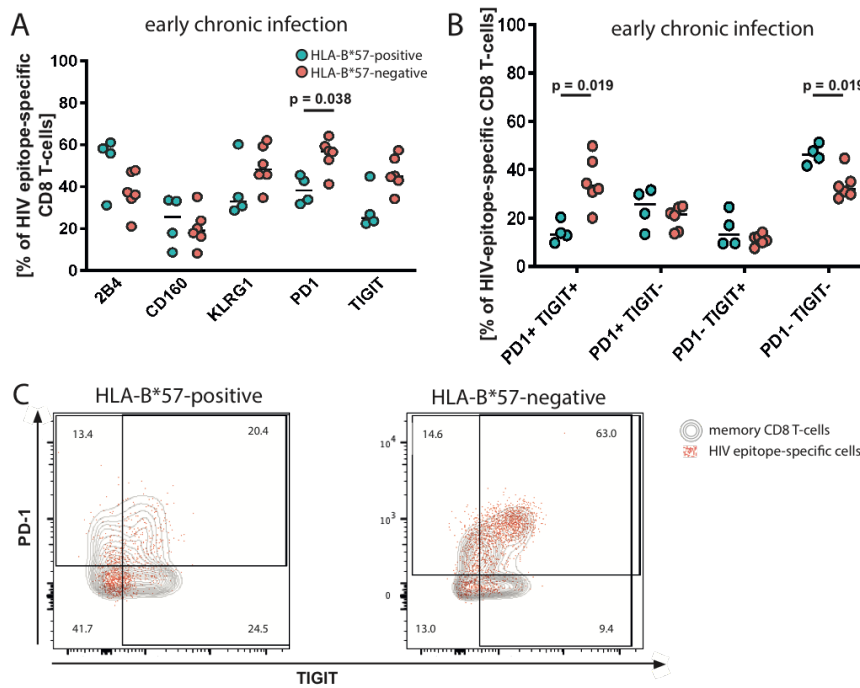 A
early chronic infection
HLA-B*57-positive
HLA-B*57-negative
[% of HIV epitope-specific
CD8 T-cells]
100
80
60
40
20
0
p = 0.038
2B4
CD160
KLRG1
PD1
TIGIT
B
early chronic infection
[% of HIV-epitope-specific CD8 T-cells]
100
80
60
40
20
0
p = 0.019
p = 0.019
PD1+ TIGIT+
PD1+ TIGIT-
PD1- TIGIT+
PD1- TIGIT-
C
HLA-B*57-positive
13.4
20.4
41.7
24.5
HLA-B*57-negative
14.6
63.0
13.0
9.4
10⁴
10³
0
memory CD8 T-cells
HIV epitope-specific cells
PD-1
TIGIT